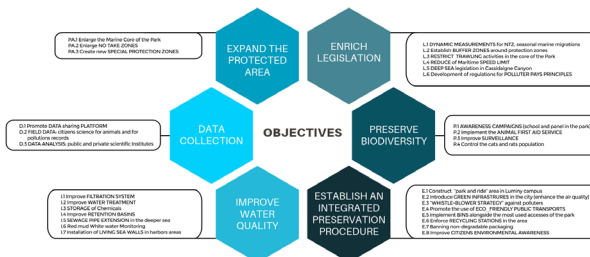 PA.1 Enlarge the Marine Core of the Park
PA.2 Enlarge NO TAKE ZONES
PA.3 Create new SPECIAL PROTECTION ZONES
EXPAND THE
PROTECTED
AREA
ENRICH
LEGISLATION
L.1 DYNAMIC MEASUREMENTS for NTZ, seasonal marine migrations
L.2 Establish BUFFER ZONES around protection zones
L.3 RESTRICT TRAWLING activities in the core of the Park
L.4 REDUCE of Maritime SPEED LIMIT
L.5 DEEP SEA legislation in Cassidaigne Canyon
L.6 Development of regulations for POLLUTER PAYS PRINCIPLES
D.1 Promote DATA sharing PLATFORM
D.2 FIELD DATA: citizens science for animals and for
pollutions records
D.3 DATA ANALYSIS: public and private scientific Institutes
DATA
COLLECTION
OBJECTIVES
PRESERVE
BIODIVERSITY
P.1 AWARENESS CAMPAIGNS (school and panel in the park)
P.2 Implement the ANIMAL FIRST AID SERVICE
P.3 Improve SURVEILLANCE
P.4 Control the cats and rats population
I.1 Improve FILTRATION SYSTEM
I.2 Improve WATER TREATMENT
I.3 STORAGE of Chemicals
I.4 Improve RETENTION BASINS
I.5 SEWAGE PIPE EXTENSION in the deeper sea
I.6 Red mud White water Monitoring
I.7 Installation of LIVING SEA WALLS in harbors areas
IMPROVE
WATER
QUALITY
ESTABLISH AN
INTEGRATED
PRESERVATION
PROCEDURE
E.1 Construct "park and ride" area in Luminy campus
E.2 Introduce GREEN INFRASTRURES in the city (enhance the air quality)
E.3 "WHISTLE-BLOWER STRATEGY" against polluters
E.4 Promote the use of ECO_FRIENDLY PUBLIC TRANSPORTS
E.5 Implement BINS alongside the most used accesses of the park
E.6 Enforce RECYCLING STATIONS in the area
E.7 Banning non-degradable packaging
E.8 Improve CITIZENS ENVIRONMENTAL AWARENESS